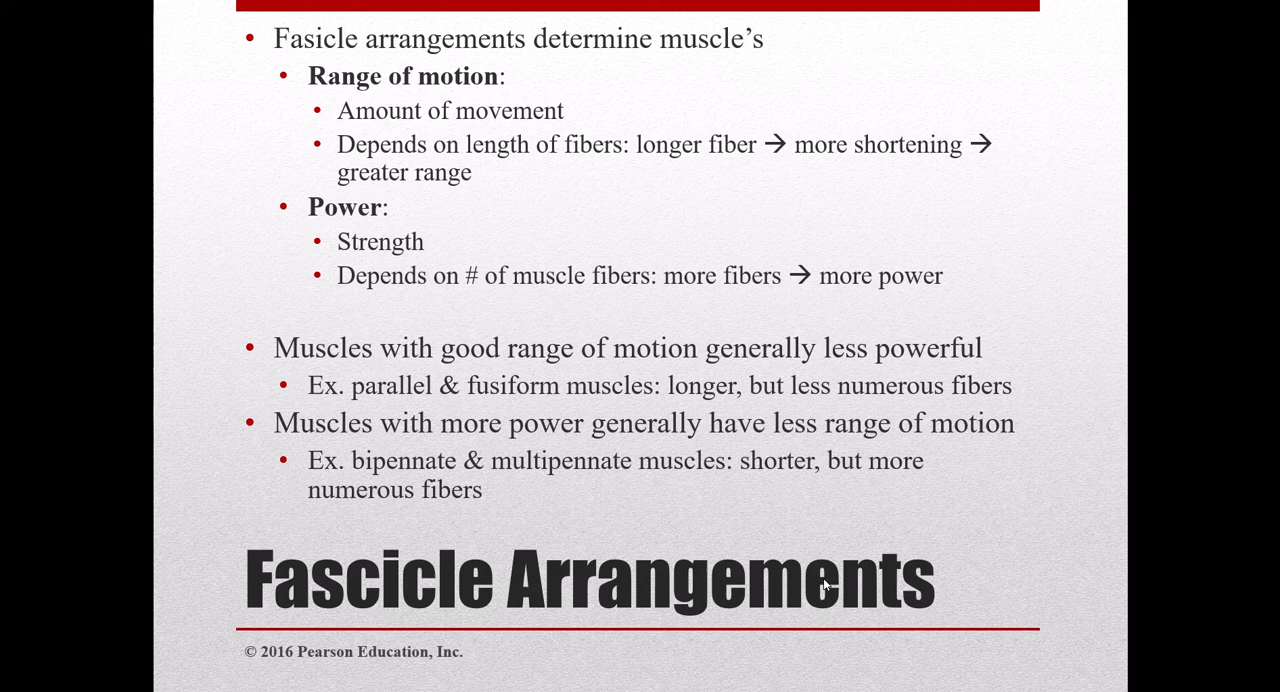 • Fasicle arrangements determine muscle’s
• Range of motion:
• Amount of movement
• Depends on length of fibers: longer fiber → more shortening →
greater range
• Power:
• Strength
• Depends on # of muscle fibers: more fibers → more power
• Muscles with good range of motion generally less powerful
• Ex. parallel & fusiform muscles: longer, but less numerous fibers
• Muscles with more power generally have less range of motion
• Ex. bipennate & multipennate muscles: shorter, but more
numerous fibers
Fascicle Arrangements
© 2016 Pearson Education, Inc.